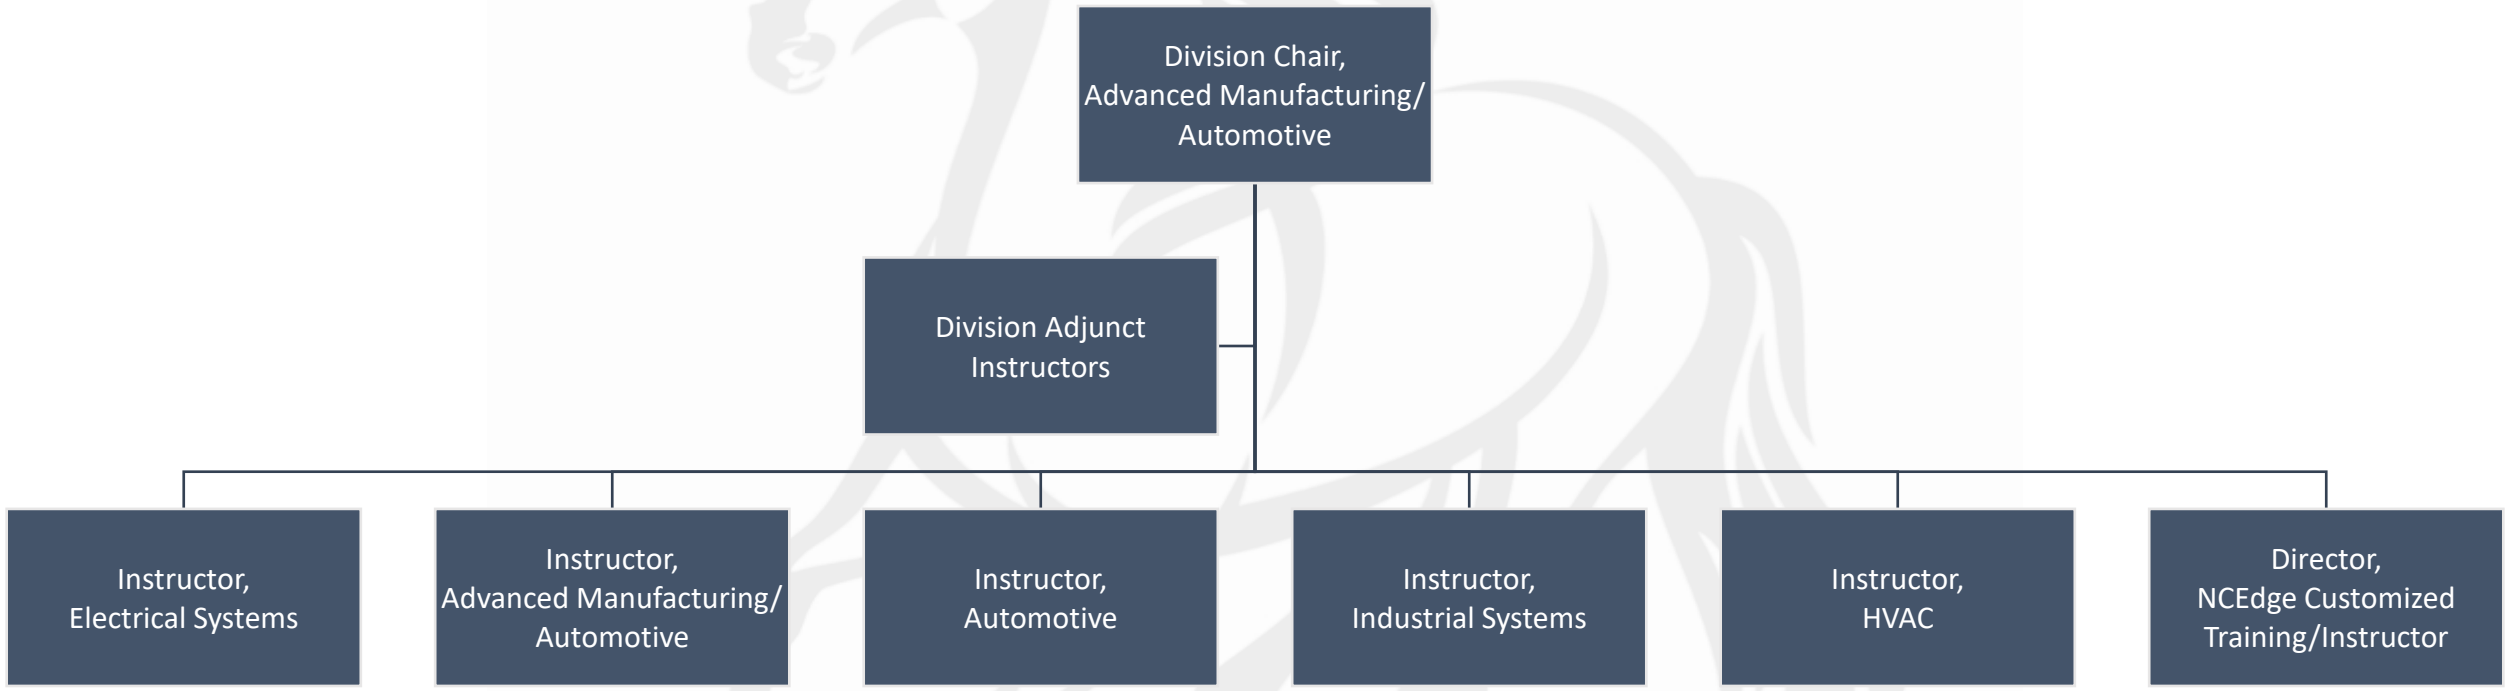 Division Chair,
Advanced Manufacturing/
Automotive
Division Adjunct
Instructors
Instructor,
Electrical Systems
Instructor,
Advanced Manufacturing/
Automotive
Instructor,
Automotive
Instructor,
Industrial Systems
Instructor,
HVAC
Director,
NCEdge Customized
Training/Instructor